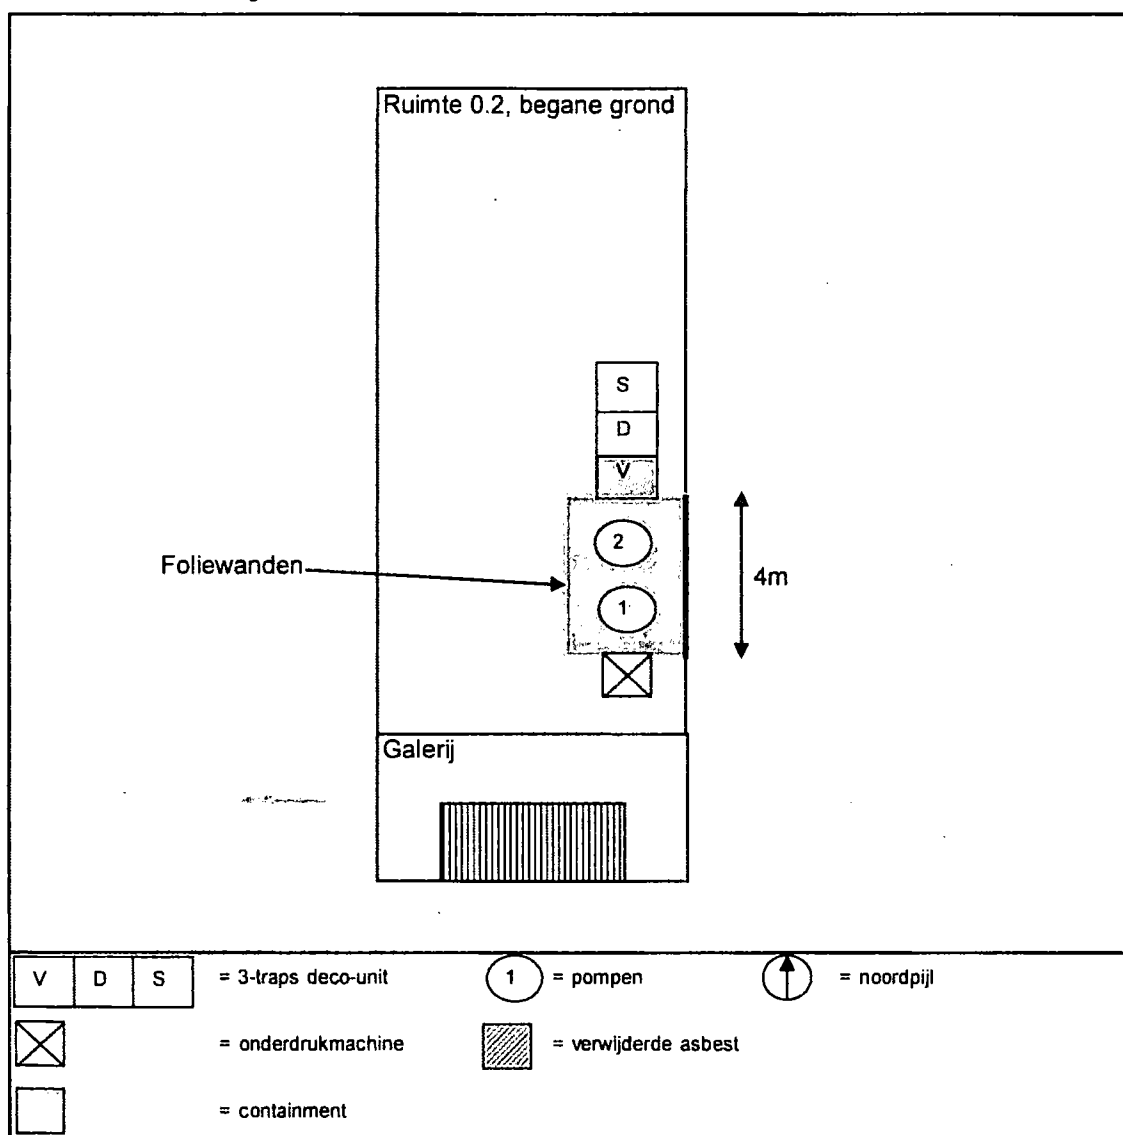 Ruimte 0.2, begane grond
S
D
V
2
Foliewanden
4m
1
Galerij
V D S = 3-traps deco-unit 1 = pompen = noordpijl
= onderdrukmachine = verwijderde asbest
= containment